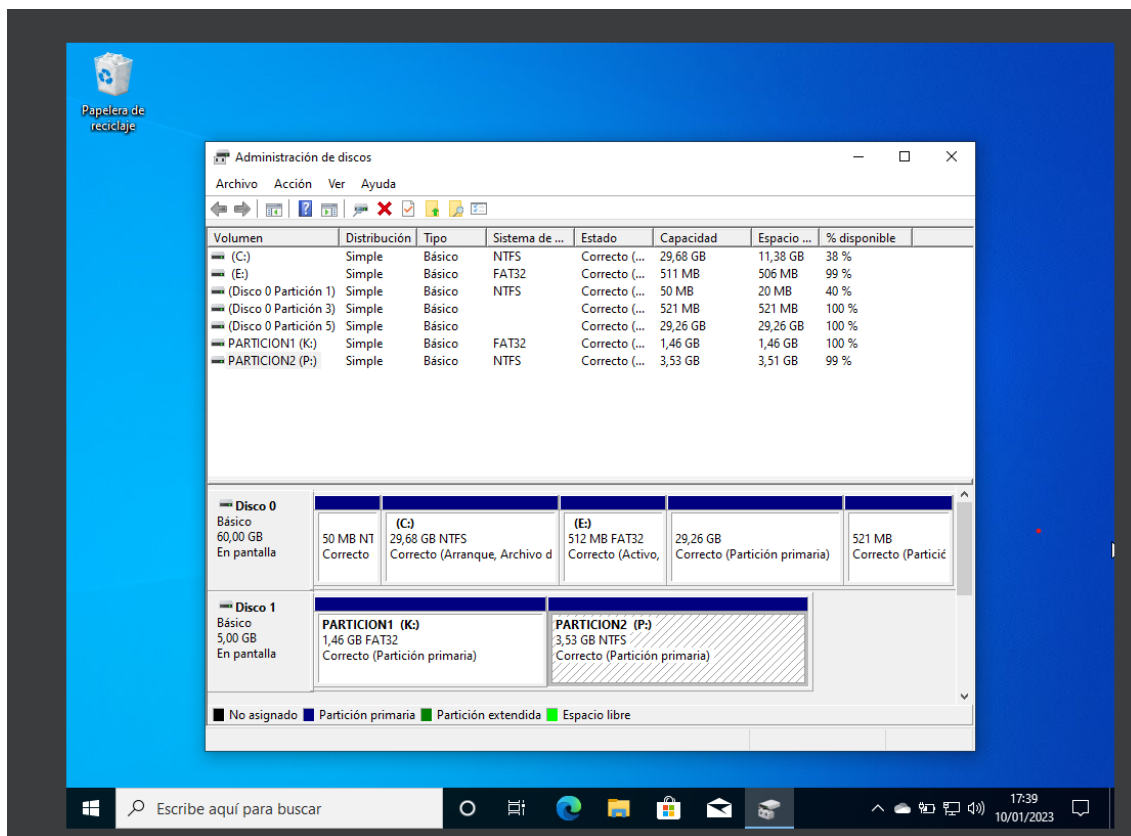 Papelera de
reciclaje
Administración de discos
Archivo Acción Ver Ayuda
Volumen Distribución Tipo Sistema de ... Estado Capacidad Espacio ... % disponible
(C:) Simple Básico NTFS Correcto (... 29,68 GB 11,38 GB 38 %
(E:) Simple Básico FAT32 Correcto (... 511 MB 506 MB 99 %
(Disco 0 Partición 1) Simple Básico NTFS Correcto (... 50 MB 20 MB 40 %
(Disco 0 Partición 3) Simple Básico Correcto (... 521 MB 521 MB 100 %
(Disco 0 Partición 5) Simple Básico Correcto (... 29,26 GB 29,26 GB 100 %
PARTICION1 (K:) Simple Básico FAT32 Correcto (... 1,46 GB 1,46 GB 100 %
PARTICION2 (P:) Simple Básico NTFS Correcto (... 3,53 GB 3,51 GB 99 %
Disco 0
Básico
60,00 GB
En pantalla
50 MB NT
Correcto
(C:)
29,68 GB NTFS
Correcto (Arranque, Archivo d
(E:)
512 MB FAT32
Correcto (Activo,
29,26 GB
Correcto (Partición primaria)
521 MB
Correcto (Partició
Disco 1
Básico
5,00 GB
En pantalla
PARTICION1 (K:)
1,46 GB FAT32
Correcto (Partición primaria)
PARTICION2 (P:)
3,53 GB NTFS
Correcto (Partición primaria)
No asignado Partición primaria Partición extendida Espacio libre
Escribe aquí para buscar
17:39
10/01/2023